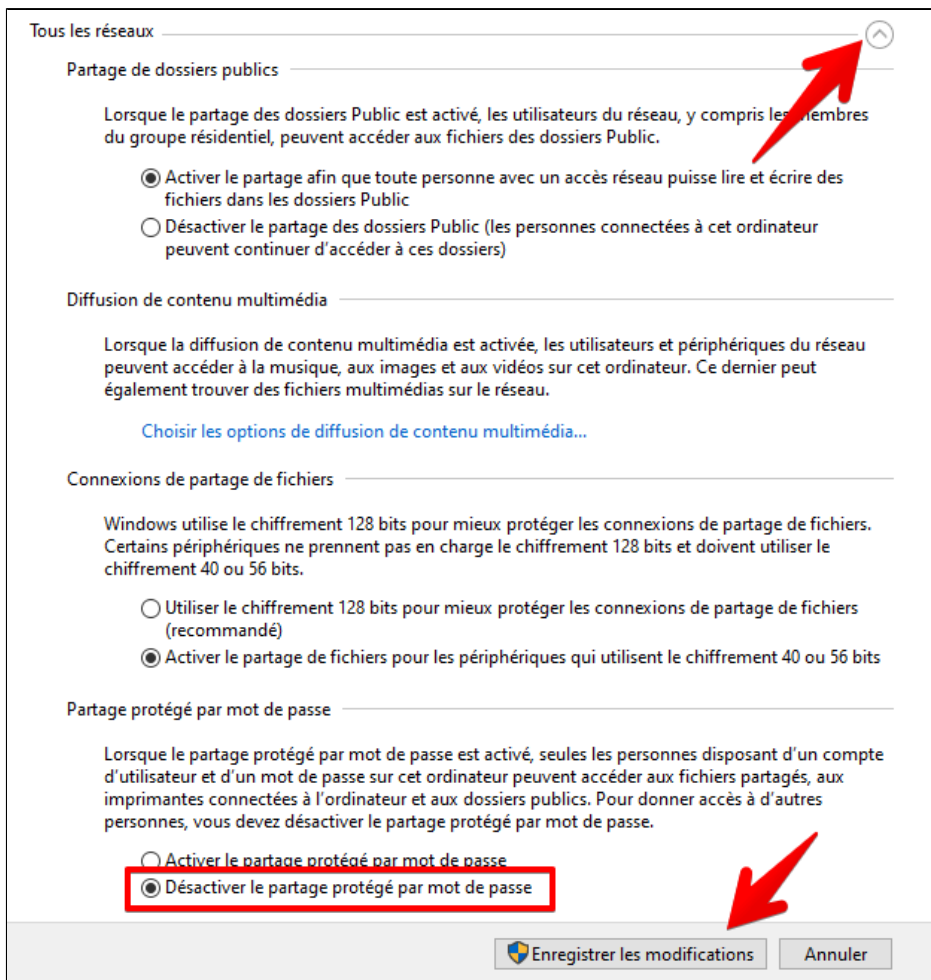 Tous les réseaux
Partage de dossiers publics
Lorsque le partage des dossiers Public est activé, les utilisateurs du réseau, y compris les membres
du groupe résidentiel, peuvent accéder aux fichiers des dossiers Public.
Activer le partage afin que toute personne avec un accès réseau puisse lire et écrire des
fichiers dans les dossiers Public
Désactiver le partage des dossiers Public (les personnes connectées à cet ordinateur
peuvent continuer d'accéder à ces dossiers)
Diffusion de contenu multimédia
Lorsque la diffusion de contenu multimédia est activée, les utilisateurs et périphériques du réseau
peuvent accéder à la musique, aux images et aux vidéos sur cet ordinateur. Ce dernier peut
également trouver des fichiers multimédias sur le réseau.
Choisir les options de diffusion de contenu multimédia...
Connexions de partage de fichiers
Windows utilise le chiffrement 128 bits pour mieux protéger les connexions de partage de fichiers.
Certains périphériques ne prennent pas en charge le chiffrement 128 bits et doivent utiliser le
chiffrement 40 ou 56 bits.
Utiliser le chiffrement 128 bits pour mieux protéger les connexions de partage de fichiers
(recommandé)
Activer le partage de fichiers pour les périphériques qui utilisent le chiffrement 40 ou 56 bits
Partage protégé par mot de passe
Lorsque le partage protégé par mot de passe est activé, seules les personnes disposant d'un compte
d'utilisateur et d'un mot de passe sur cet ordinateur peuvent accéder aux fichiers partagés, aux
imprimantes connectées à l'ordinateur et aux dossiers publics. Pour donner accès à d'autres
personnes, vous devez désactiver le partage protégé par mot de passe.
Activer le partage protégé par mot de passe
Désactiver le partage protégé par mot de passe
Enregistrer les modifications
Annuler